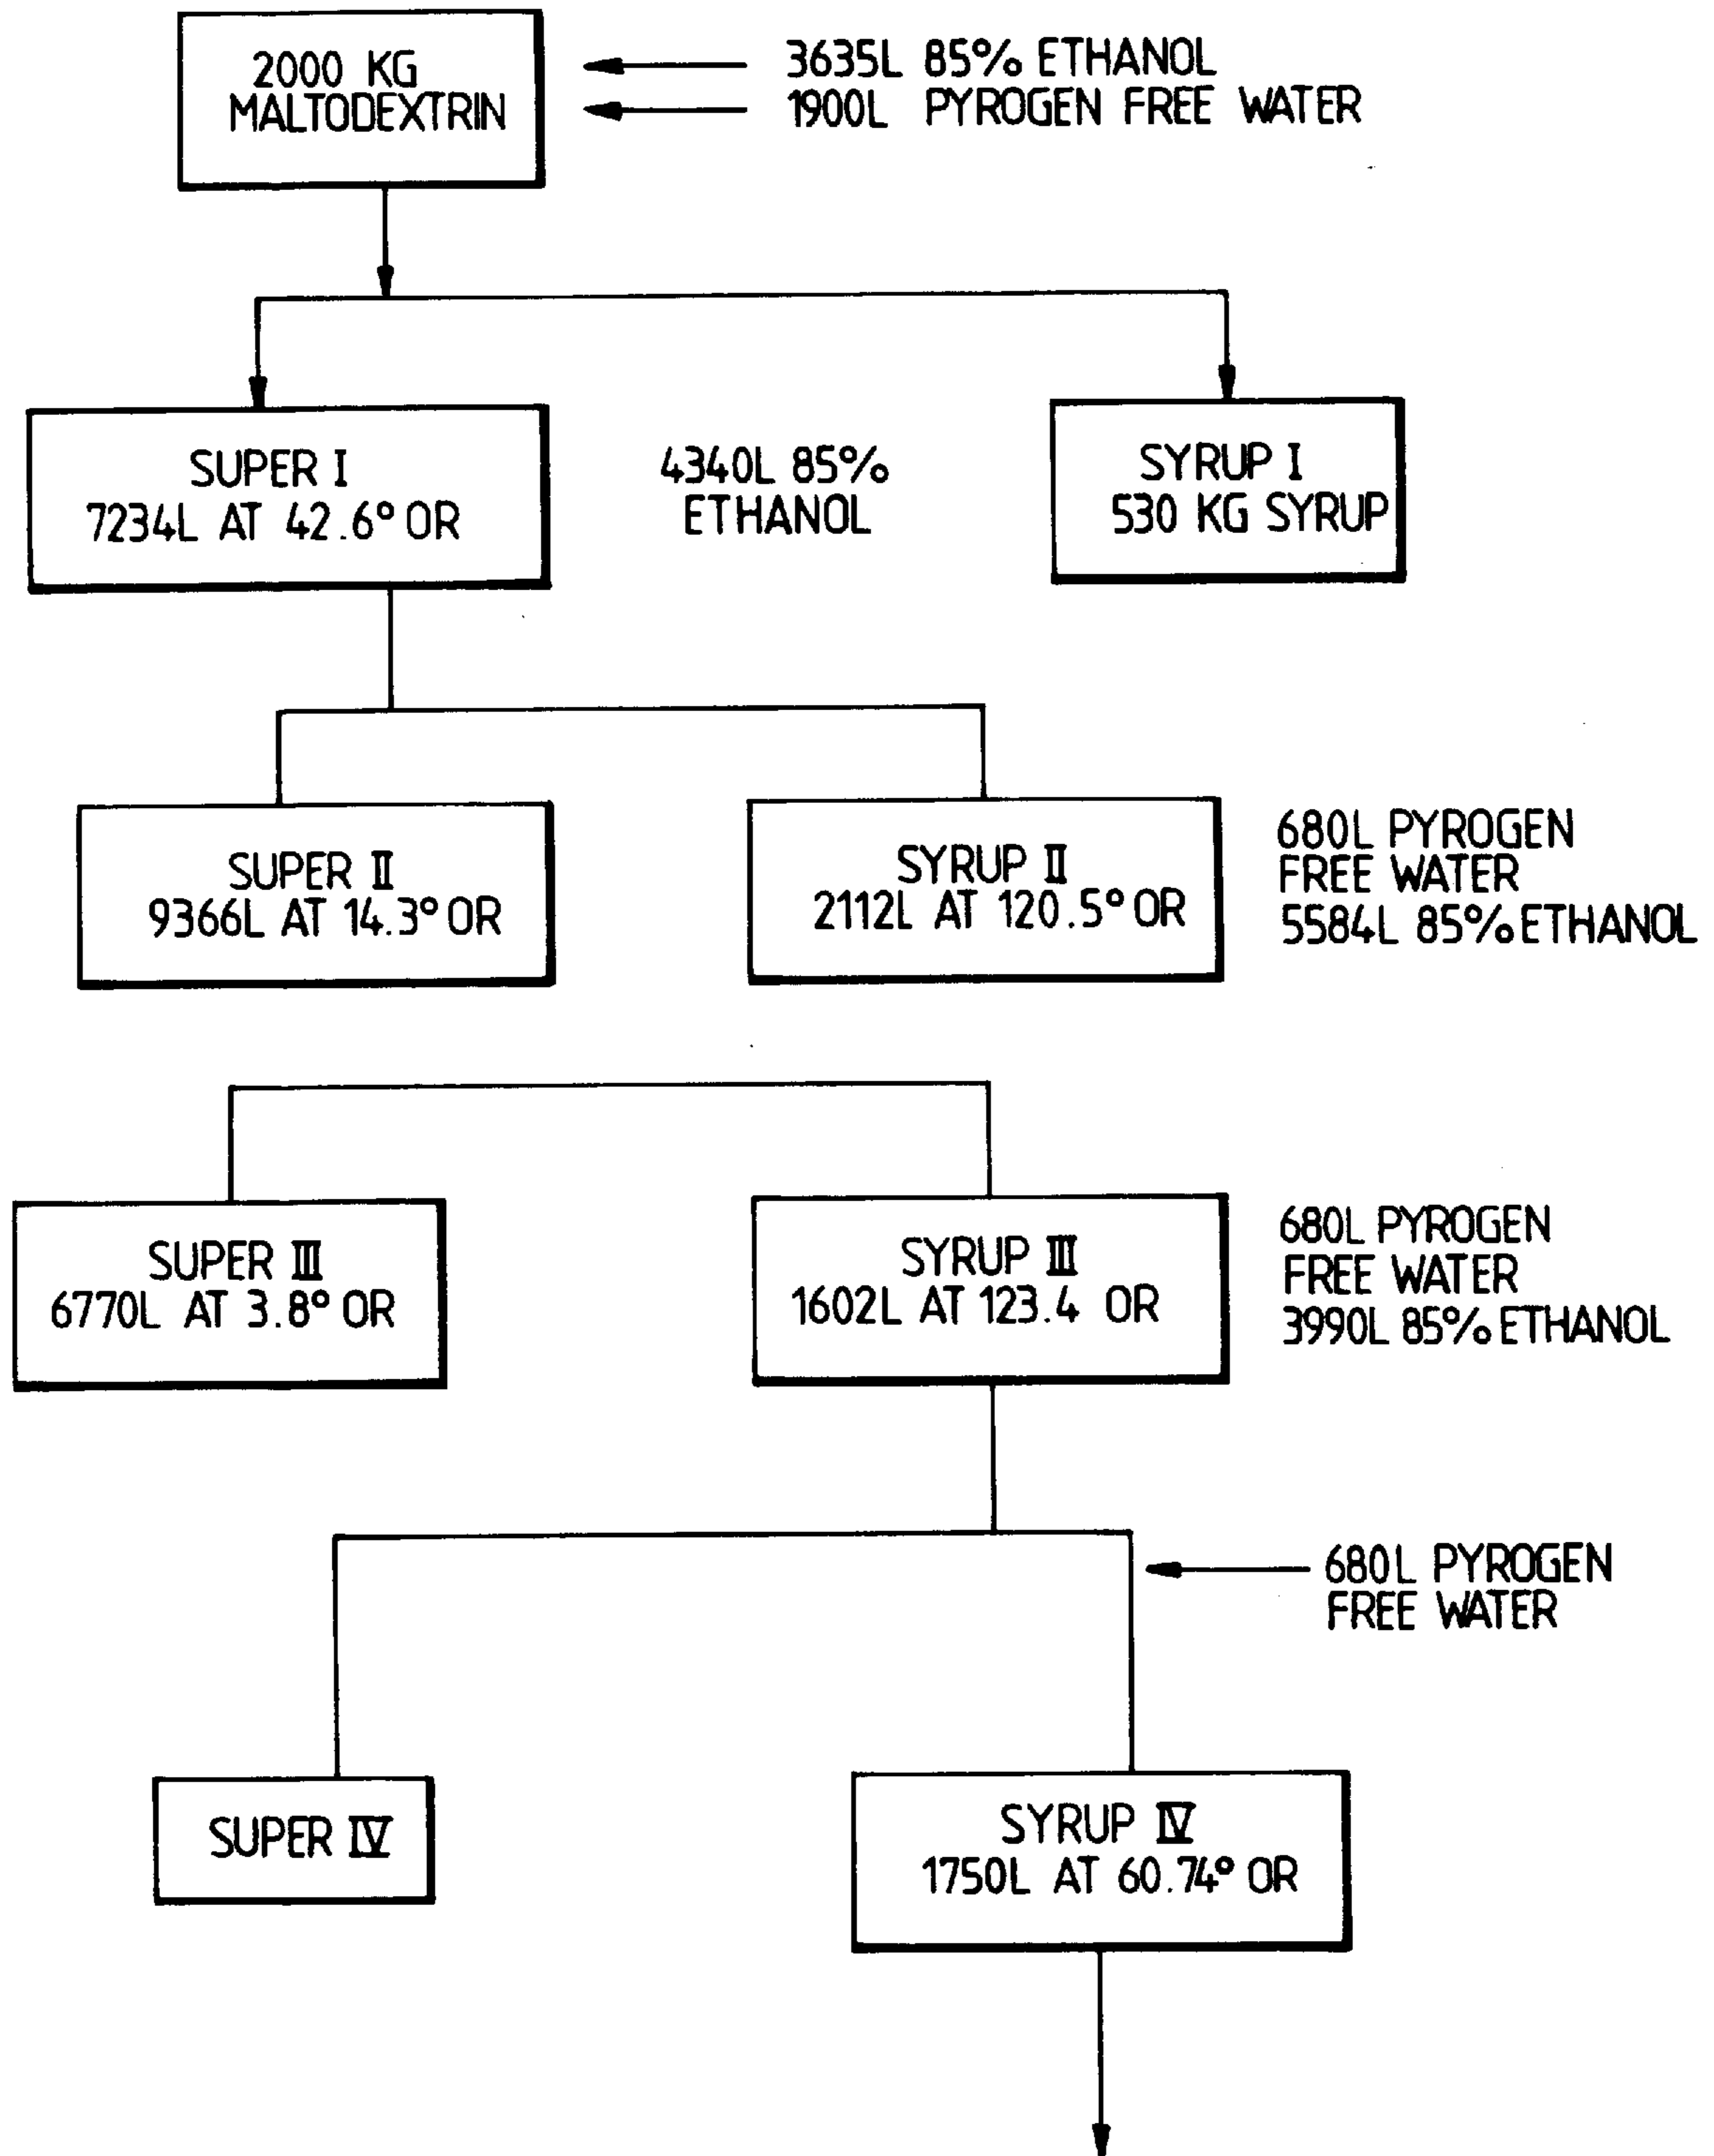 2000 KG
MALTODEXTRIN
3635L 85% ETHANOL
1900L PYROGEN FREE WATER
SUPER I
7234L AT 42.6° OR
4340L 85%
ETHANOL
SYRUP I
530 KG SYRUP
SUPER II
9366L AT 14.3° OR
SYRUP II
2112L AT 120.5° OR
680L PYROGEN
FREE WATER
5584L 85% ETHANOL
SUPER III
6770L AT 3.8° OR
SYRUP III
1602L AT 123.4 OR
680L PYROGEN
FREE WATER
3990L 85% ETHANOL
680L PYROGEN
FREE WATER
SUPER IV
SYRUP IV
1750L AT 60.74° OR